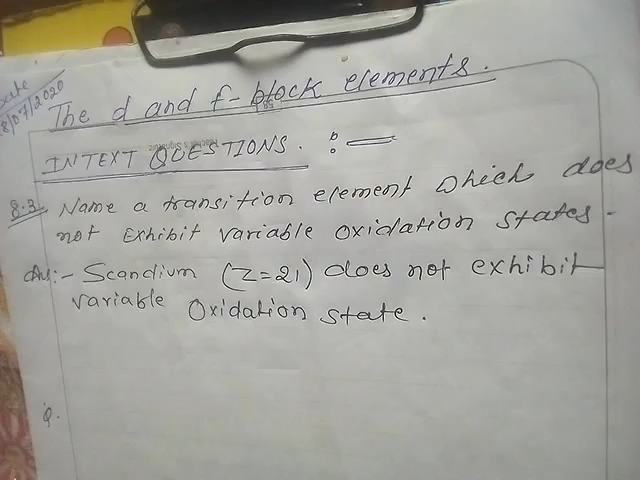 Date
8/07/2020
The d and f-block elements.
INTEXT QUESTIONS. :-
8.3. Name a transition element which does
not exhibit variable oxidation states.
Ans:- Scandium (Z=21) does not exhibit
variable oxidation state.
Q.